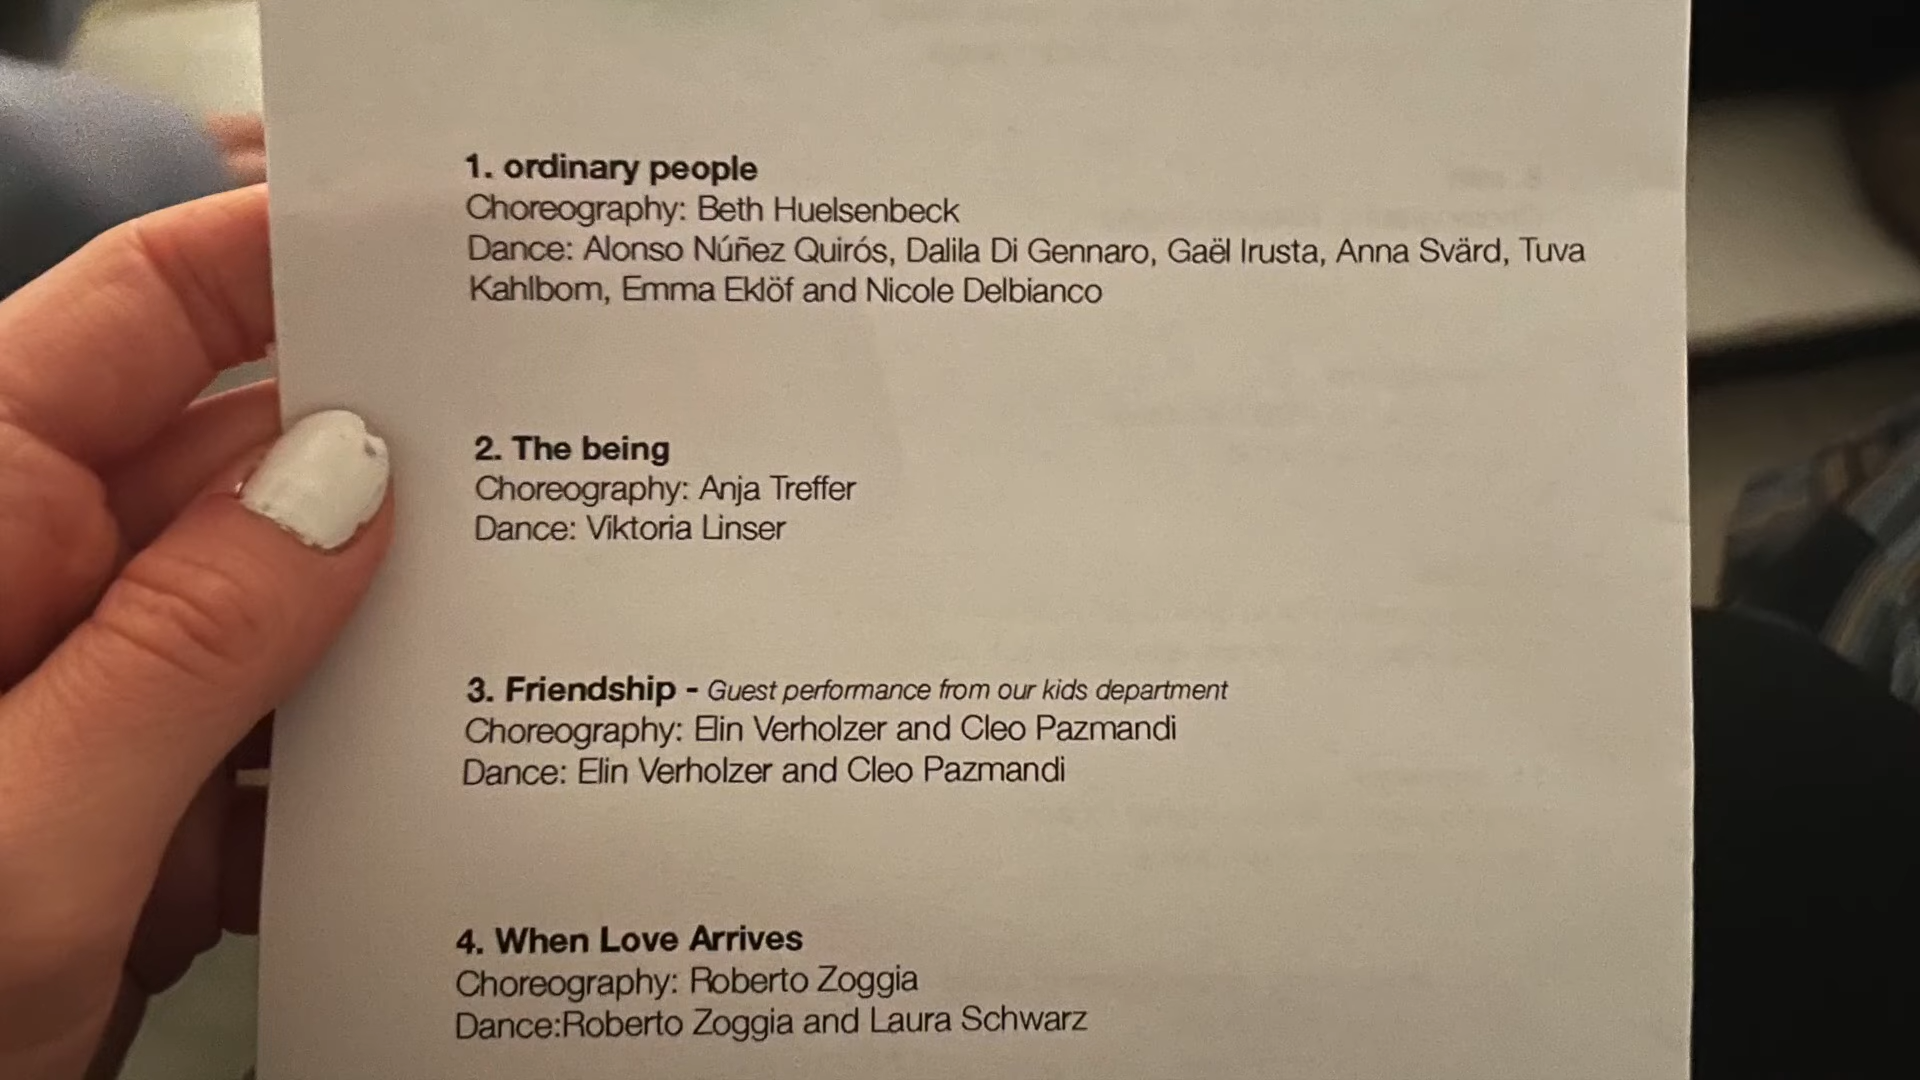 1. ordinary people
Choreography: Beth Huelsenbeck
Dance: Alonso Núñez Quirós, Dalila Di Gennaro, Gaël Irusta, Anna Svärd, Tuva
Kahlbom, Emma Eklöf and Nicole Delbianco
2. The being
Choreography: Anja Treffer
Dance: Viktoria Linser
3. Friendship - Guest performance from our kids department
Choreography: Elin Verholzer and Cleo Pazmandi
Dance: Elin Verholzer and Cleo Pazmandi
4. When Love Arrives
Choreography: Roberto Zoggia
Dance:Roberto Zoggia and Laura Schwarz